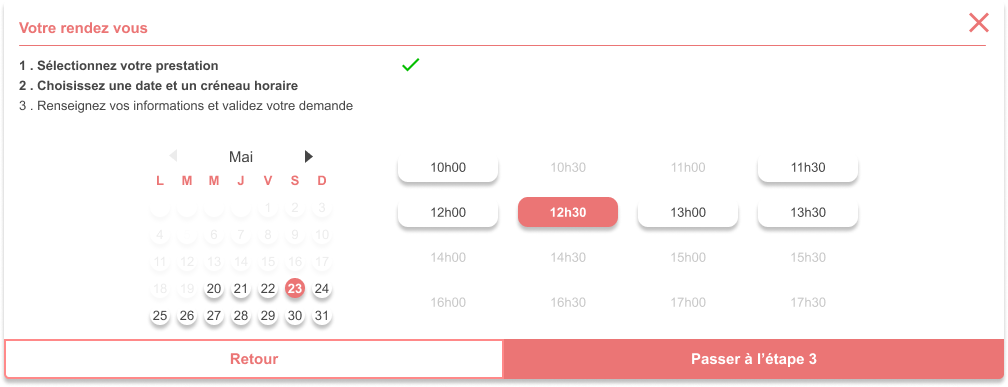 Votre rendez vous
1 . Sélectionnez votre prestation
2 . Choisissez une date et un créneau horaire
3 . Renseignez vos informations et validez votre demande
Mai
L M M J V S D
1 2 3
4 6 7 8 9 10
11 12 13 14 15 16 17
18 19 20 21 22 23 24
25 26 27 28 29 30 31
10h00 10h30 11h00 11h30
12h00 12h30 13h00 13h30
14h00 14h30 15h00 15h30
16h00 16h30 17h00 17h30
Retour Passer à l’étape 3